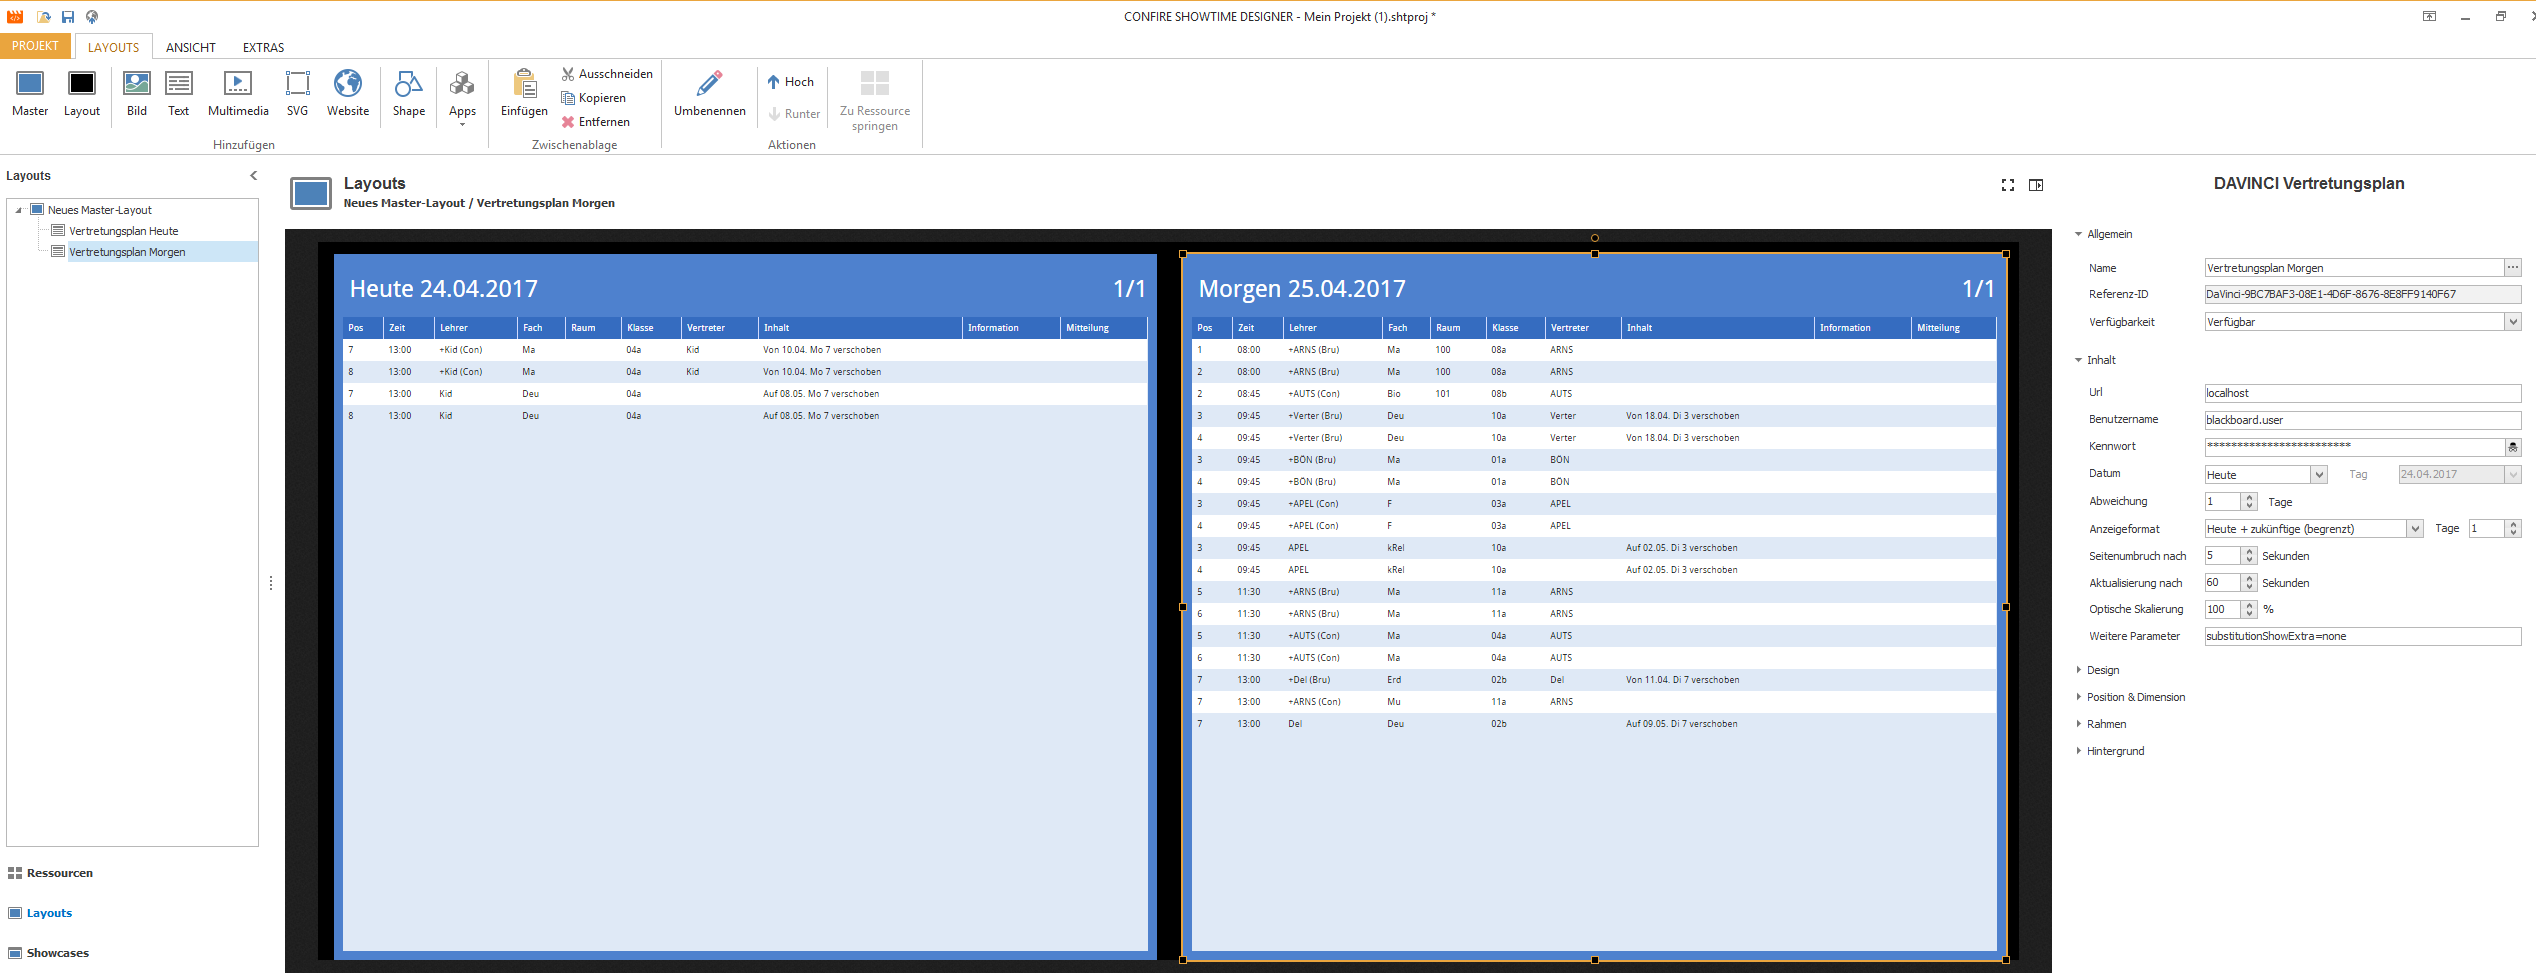 CONFIRE SHOWTIME DESIGNER - Mein Projekt (1).shtproj *
PROJEKT LAYOUTS ANSICHT EXTRAS
Master Layout Bild Text Multimedia SVG Website Shape Apps
Hinzufügen
Einfügen Ausschneiden
Kopieren
Entfernen
Zwischenablage
Umbenennen Hoch
Runter
Zu Ressource
springen
Aktionen
Layouts
Neues Master-Layout
Vertretungsplan Heute
Vertretungsplan Morgen
Ressourcen
Layouts
Showcases
Layouts
Neues Master-Layout / Vertretungsplan Morgen
Heute 24.04.2017 1/1
Pos Zeit Lehrer Fach Raum Klasse Vertreter Inhalt Information Mitteilung
7 13:00 +Kid (Con) Ma 04a Kid Von 10.04. Mo 7 verschoben
8 13:00 +Kid (Con) Ma 04a Kid Von 10.04. Mo 7 verschoben
7 13:00 Kid Deu 04a Auf 08.05. Mo 7 verschoben
8 13:00 Kid Deu 04a Auf 08.05. Mo 7 verschoben
Morgen 25.04.2017 1/1
Pos Zeit Lehrer Fach Raum Klasse Vertreter Inhalt Information Mitteilung
1 08:00 +ARNS (Bru) Ma 100 08a ARNS
2 08:00 +ARNS (Bru) Ma 100 08a ARNS
2 08:45 +AUTS (Con) Bio 101 08b AUTS
3 09:45 +Verter (Bru) Deu 10a Verter Von 18.04. Di 3 verschoben
4 09:45 +Verter (Bru) Deu 10a Verter Von 18.04. Di 3 verschoben
3 09:45 +BÖN (Bru) Ma 01a BÖN
4 09:45 +BÖN (Bru) Ma 01a BÖN
3 09:45 +APEL (Con) F 03a APEL
4 09:45 +APEL (Con) F 03a APEL
3 09:45 APEL kRel 10a Auf 02.05. Di 3 verschoben
4 09:45 APEL kRel 10a Auf 02.05. Di 3 verschoben
5 11:30 +ARNS (Bru) Ma 11a ARNS
6 11:30 +ARNS (Bru) Ma 11a ARNS
5 11:30 +AUTS (Con) Ma 04a AUTS
6 11:30 +AUTS (Con) Ma 04a AUTS
7 13:00 +Del (Bru) Erd 02b Del Von 11.04. Di 7 verschoben
7 13:00 +ARNS (Con) Mu 11a ARNS
7 13:00 Del Deu 02b Auf 09.05. Di 7 verschoben
DAVINCI Vertretungsplan
Allgemein
Name Vertretungsplan Morgen ...
Referenz-ID DaVinci-9BC7BAF3-08E1-4D6F-8676-8E8FF9140F67
Verfügbarkeit Verfügbar
Inhalt
Url localhost
Benutzername blackboard.user
Kennwort ************************
Datum Heute Tag 24.04.2017
Abweichung 1 Tage
Anzeigeformat Heute + zukünftige (begrenzt) Tage 1
Seitenumbruch nach 5 Sekunden
Aktualisierung nach 60 Sekunden
Optische Skalierung 100 %
Weitere Parameter substitutionShowExtra=none
Design
Position & Dimension
Rahmen
Hintergrund